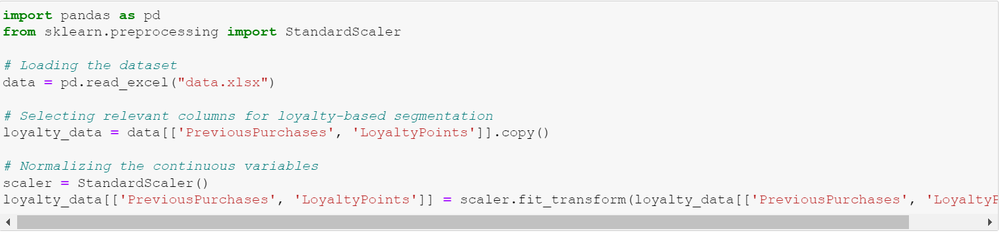 import pandas as pd
from sklearn.preprocessing import StandardScaler
# Loading the dataset
data = pd.read_excel("data.xlsx")
# Selecting relevant columns for loyalty-based segmentation
loyalty_data = data[['PreviousPurchases', 'LoyaltyPoints']].copy()
# Normalizing the continuous variables
scaler = StandardScaler()
loyalty_data[['PreviousPurchases', 'LoyaltyPoints']] = scaler.fit_transform(loyalty_data[['PreviousPurchases', 'Loyalty